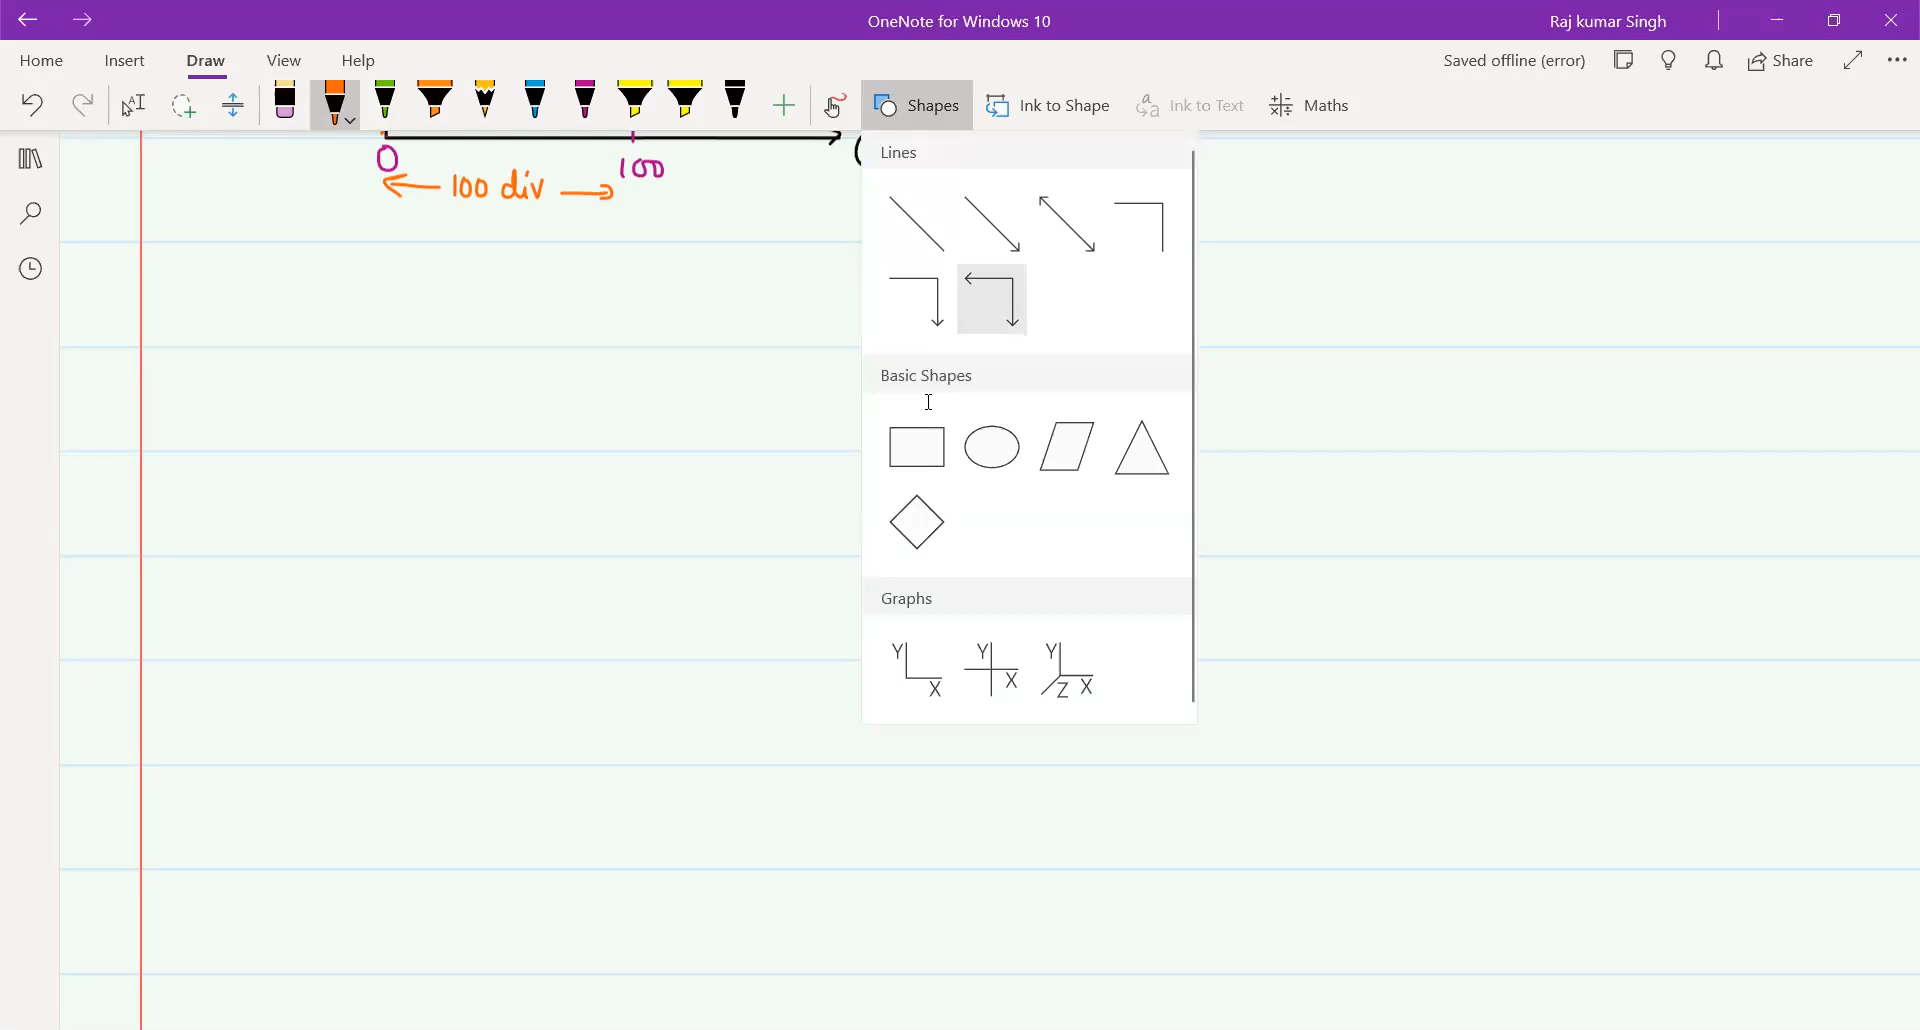 OneNote for Windows 10
Raj kumar Singh
Home Insert Draw View Help
Saved offline (error)
Share
Shapes
Ink to Shape
Ink to Text
Maths
0
100
100 div
(
Lines
Basic Shapes
Graphs
Y X
Y X
Y Z X